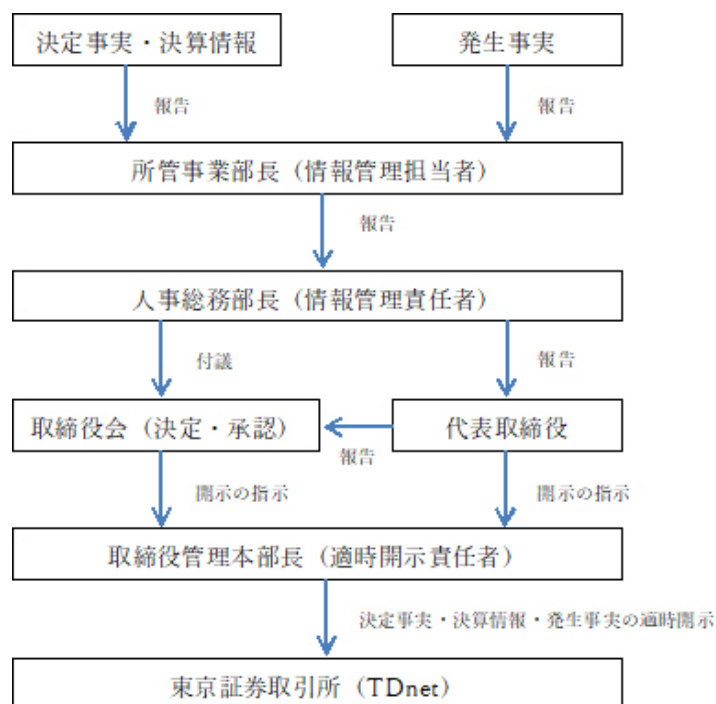 決定事実・決算情報
発生事実
報告
報告
所管事業部長（情報管理担当者）
報告
人事総務部長（情報管理責任者）
付議
報告
取締役会（決定・承認）
代表取締役
報告
開示の指示
開示の指示
取締役管理本部長（適時開示責任者）
決定事実・決算情報・発生事実の適時開示
東京証券取引所（TDnet）